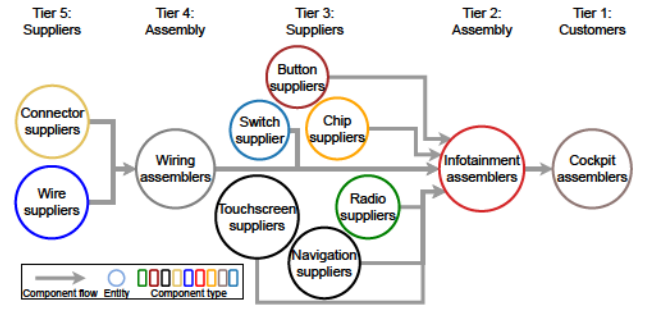 Tier 5:
Suppliers
Tier 4:
Assembly
Tier 3:
Suppliers
Tier 2:
Assembly
Tier 1:
Customers
Button
suppliers
Connector
suppliers
Switch
supplier
Chip
suppliers
Wiring
assemblers
Infotainment
assemblers
Cockpit
assemblers
Wire
suppliers
Touchscreen
suppliers
Radio
suppliers
Navigation
suppliers
Component flow
Entity
Component type